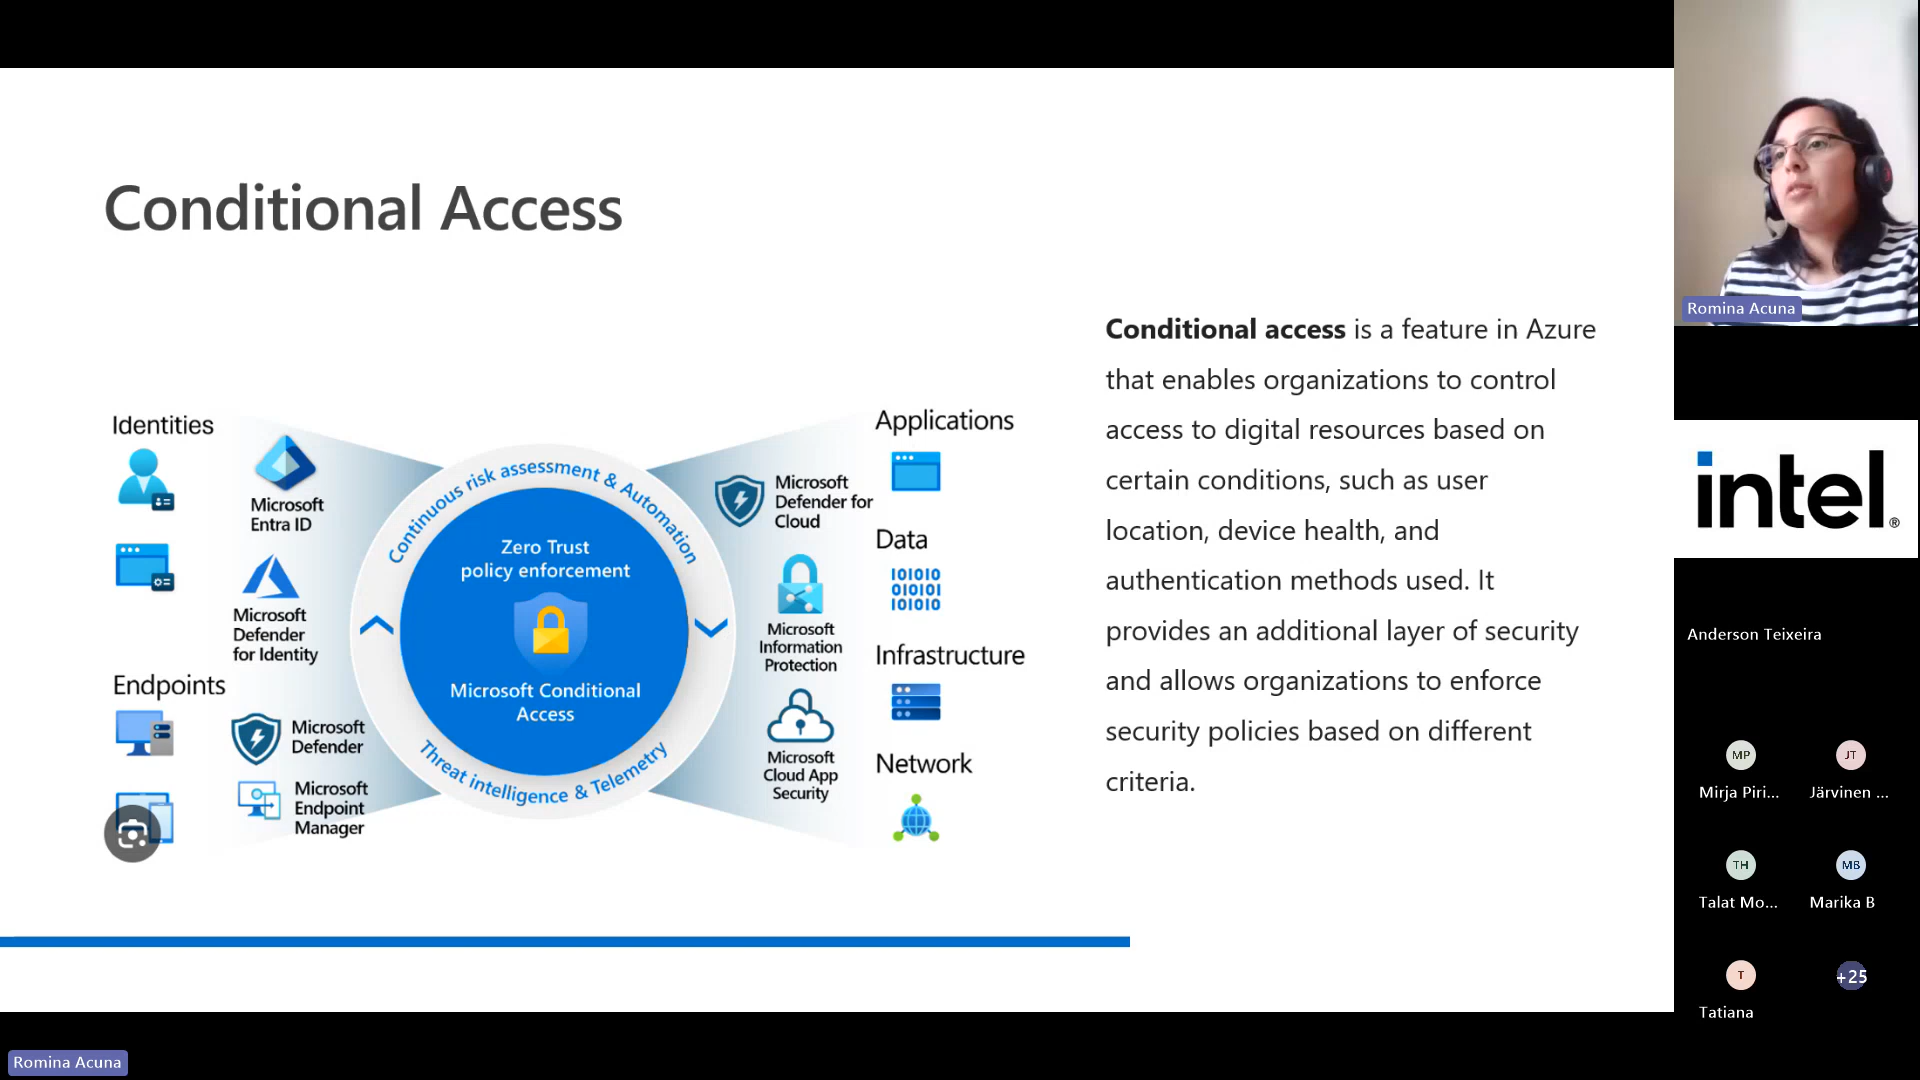 Conditional Access
Identities
Microsoft
Entra ID
Microsoft
Defender
for Identity
Endpoints
Microsoft
Defender
Microsoft
Endpoint
Manager
Continuous risk assessment & Automation
Zero Trust
policy enforcement
Microsoft Conditional
Access
Threat intelligence & Telemetry
Microsoft
Defender for
Cloud
Microsoft
Information
Protection
Microsoft
Cloud App
Security
Applications
Data
01010
01010
101010
Infrastructure
Network
Conditional access is a feature in Azure
that enables organizations to control
access to digital resources based on
certain conditions, such as user
location, device health, and
authentication methods used. It
provides an additional layer of security
and allows organizations to enforce
security policies based on different
criteria.
Romina Acuna
intel®
Anderson Teixeira
MP
Mirja Piri...
JT
Järvinen ...
TH
Talat Mo...
MB
Marika B
T
Tatiana
+25
Romina Acuna